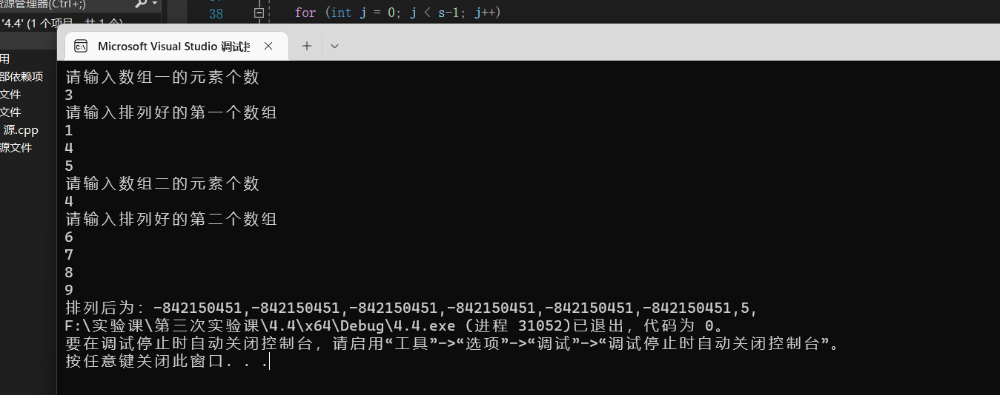 资源管理器(Ctrl+;)
38 for (int j = 0; j < s-1; j++)
'4.4' (1 个项目，共 1 个)
Microsoft Visual Studio 调试控
用
部依赖项
文件
文件
源.cpp
源文件
请输入数组一的元素个数
3
请输入排列好的第一个数组
1
4
5
请输入数组二的元素个数
4
请输入排列好的第二个数组
6
7
8
9
排列后为：-842150451,-842150451,-842150451,-842150451,-842150451,-842150451,5,
F:\实验课\第三次实验课\4.4\x64\Debug\4.4.exe (进程 31052)已退出，代码为 0。
要在调试停止时自动关闭控制台，请启用“工具”->“选项”->“调试”->“调试停止时自动关闭控制台”。
按任意键关闭此窗口. . .